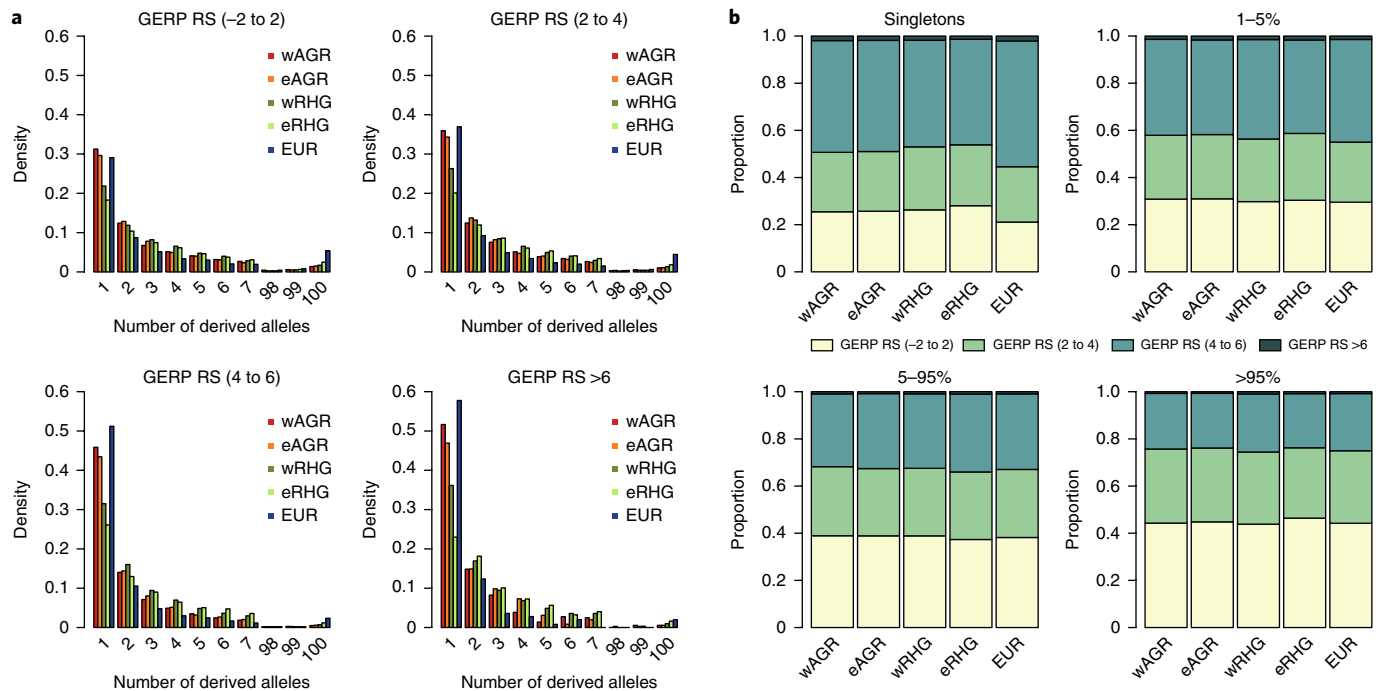 a
GERP RS (–2 to 2)
0.6
0.5
0.4
0.3
0.2
0.1
0
Density
wAGR
eAGR
wRHG
eRHG
EUR
1
2
3
4
5
6
7
98
99
100
Number of derived alleles
GERP RS (2 to 4)
0.6
0.5
0.4
0.3
0.2
0.1
0
Density
wAGR
eAGR
wRHG
eRHG
EUR
1
2
3
4
5
6
7
98
99
100
Number of derived alleles
GERP RS (4 to 6)
0.6
0.5
0.4
0.3
0.2
0.1
0
Density
wAGR
eAGR
wRHG
eRHG
EUR
1
2
3
4
5
6
7
98
99
100
Number of derived alleles
GERP RS >6
0.6
0.5
0.4
0.3
0.2
0.1
0
Density
wAGR
eAGR
wRHG
eRHG
EUR
1
2
3
4
5
6
7
98
99
100
Number of derived alleles
b
Singletons
1.0
0.8
0.6
0.4
0.2
0
Proportion
wAGR
eAGR
wRHG
eRHG
EUR
1–5%
1.0
0.8
0.6
0.4
0.2
0
Proportion
wAGR
eAGR
wRHG
eRHG
EUR
GERP RS (–2 to 2)
GERP RS (2 to 4)
GERP RS (4 to 6)
GERP RS >6
5–95%
1.0
0.8
0.6
0.4
0.2
0
Proportion
wAGR
eAGR
wRHG
eRHG
EUR
>95%
1.0
0.8
0.6
0.4
0.2
0
Proportion
wAGR
eAGR
wRHG
eRHG
EUR